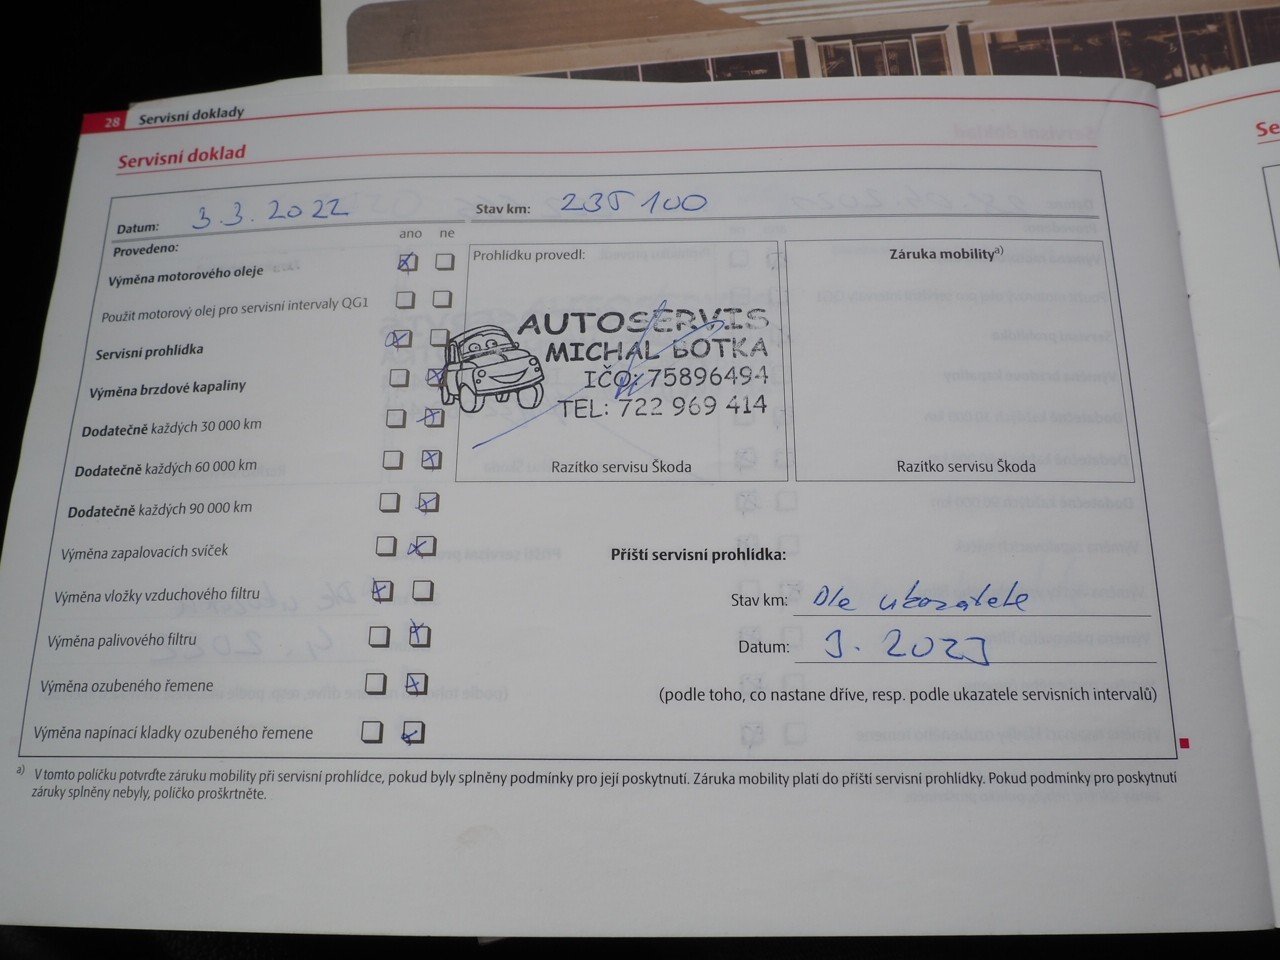 28 Servisní doklady
Servisní doklad
Datum: 3.3.2022 Stav km: 235 100
Provedeno: ano ne
Výměna motorového oleje
Použit motorový olej pro servisní intervaly QG1
Servisní prohlídka
Výměna brzdové kapaliny
Dodatečně každých 30 000 km
Dodatečně každých 60 000 km
Dodatečně každých 90 000 km
Výměna zapalovacích svíček
Výměna vložky vzduchového filtru
Výměna palivového filtru
Výměna ozubeného řemene
Výměna napínací kladky ozubeného řemene
Prohlídku provedl:
AUTOSERVIS
MICHAL BOTKA
IČO: 75896494
TEL: 722 969 414
Razítko servisu Škoda
Záruka mobility a)
Razítko servisu Škoda
Příští servisní prohlídka:
Stav km: Dle ukazatele
Datum: 3. 2023
(podle toho, co nastane dříve, resp. podle ukazatele servisních intervalů)
a) V tomto políčku potvrďte záruku mobility při servisní prohlídce, pokud byly splněny podmínky pro její poskytnutí. Záruka mobility platí do příští servisní prohlídky. Pokud podmínky pro poskytnutí
záruky splněny nebyly, políčko proškrtněte.
Se